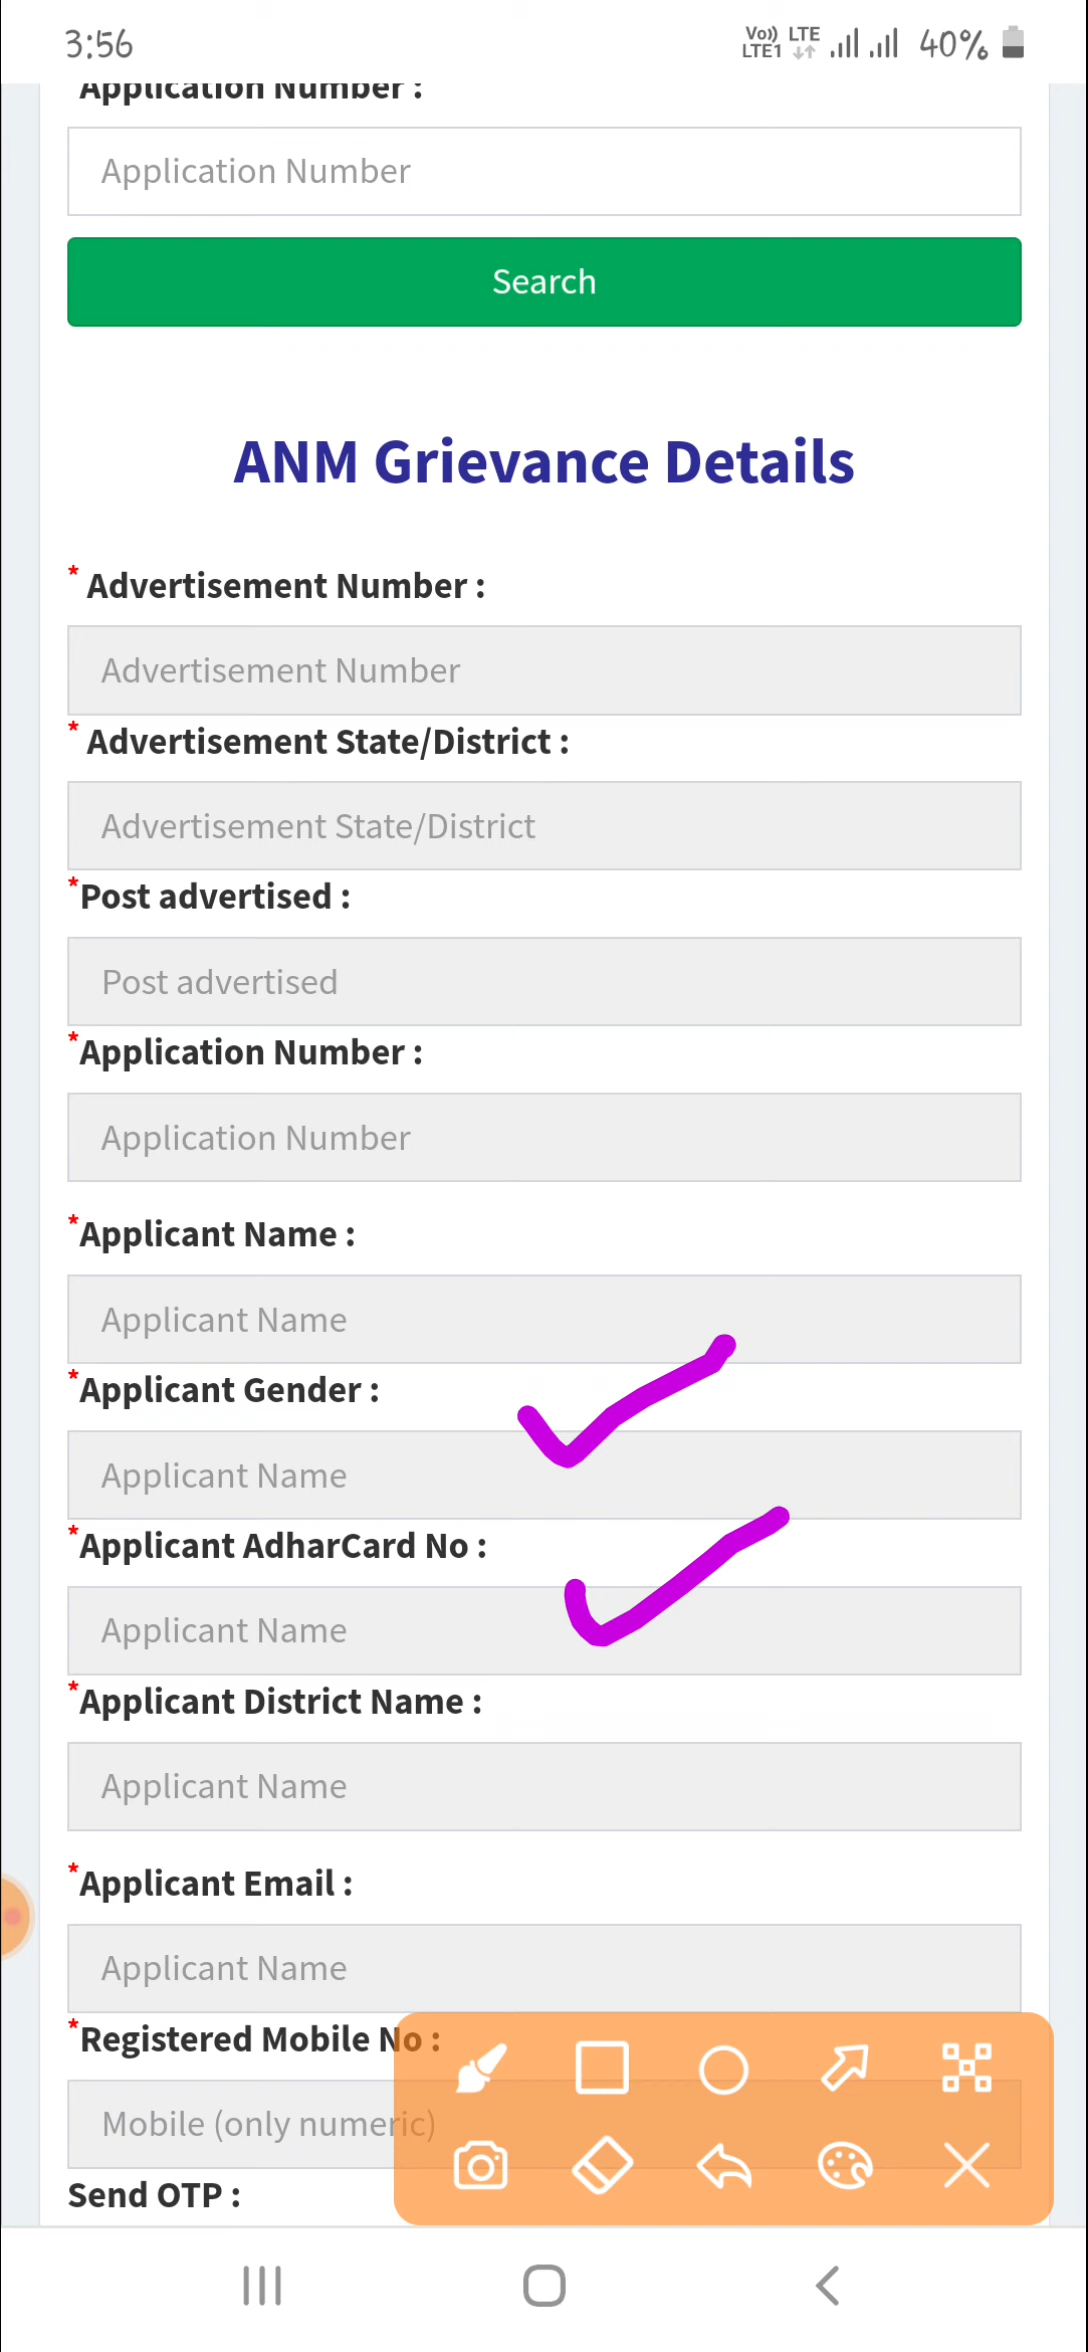 3:56
Vo)) LTE
LTE1
40%
Application Number :
Application Number
Search
ANM Grievance Details
* Advertisement Number :
Advertisement Number
* Advertisement State/District :
Advertisement State/District
*Post advertised :
Post advertised
*Application Number :
Application Number
*Applicant Name :
Applicant Name
*Applicant Gender :
Applicant Name
*Applicant AdharCard No :
Applicant Name
*Applicant District Name :
Applicant Name
*Applicant Email :
Applicant Name
*Registered Mobile No :
Mobile (only numeric)
Send OTP :